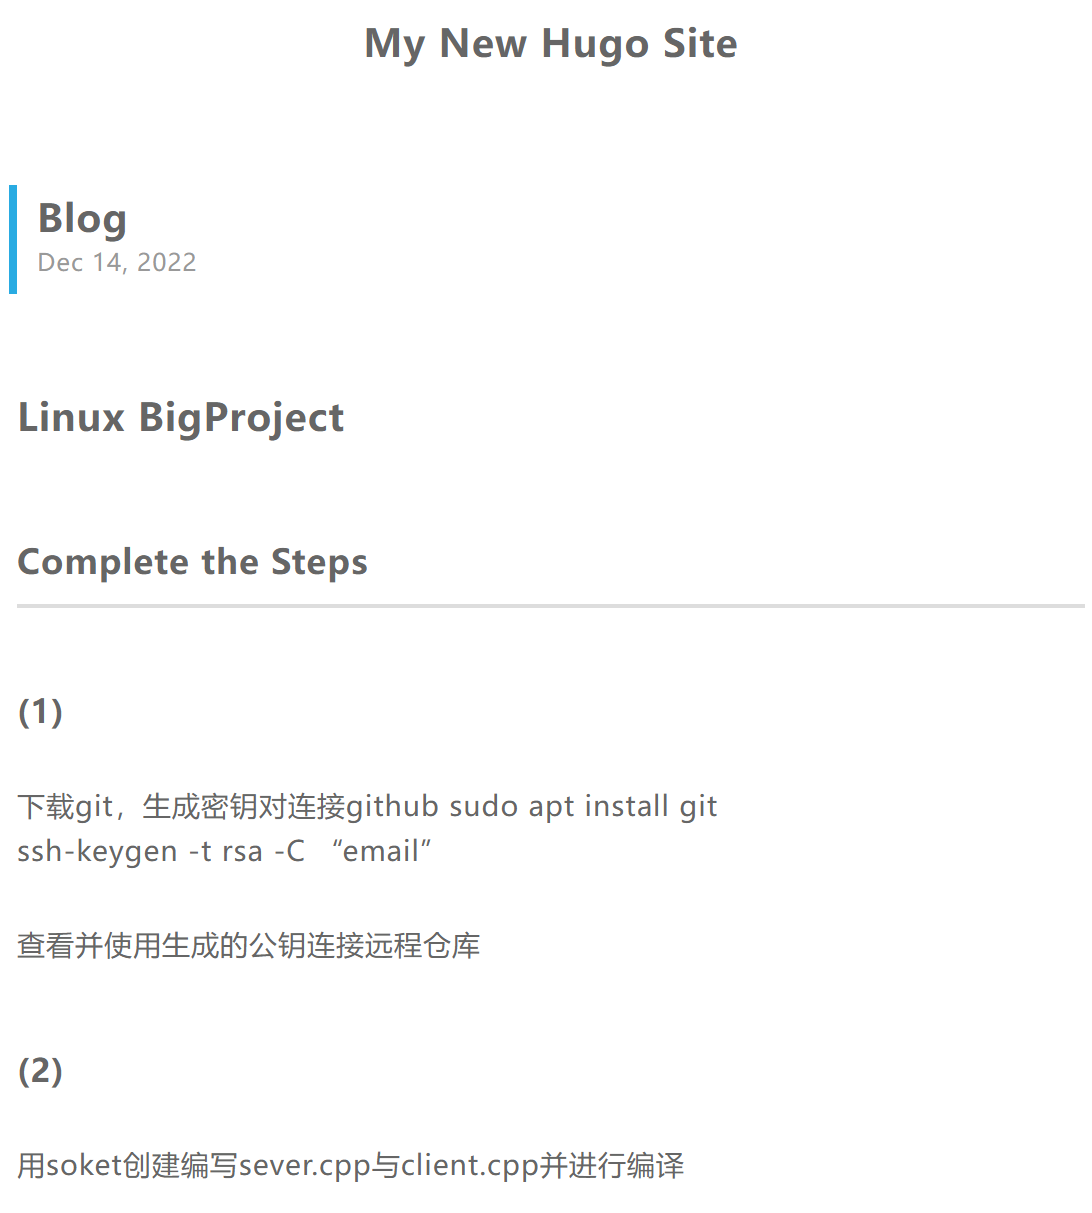 My New Hugo Site
Blog
Dec 14, 2022
Linux BigProject
Complete the Steps
(1)
下载git，生成密钥对连接github sudo apt install git
ssh-keygen -t rsa -C “email”
查看并使用生成的公钥连接远程仓库
(2)
用soket创建编写sever.cpp与client.cpp并进行编译